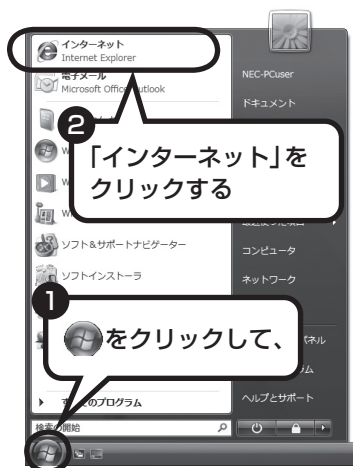 インターネット
Internet Explorer
電子メール
Microsoft Office Outlook
NEC-PCuser
ドキュメント
❷
「インターネット」を
クリックする
コンピュータ
ソフト&サポートナビゲーター
ネットワーク
ソフトインストーラ
❶
をクリックして、
すべてのプログラム
ヘルプとサポート
検索の開始